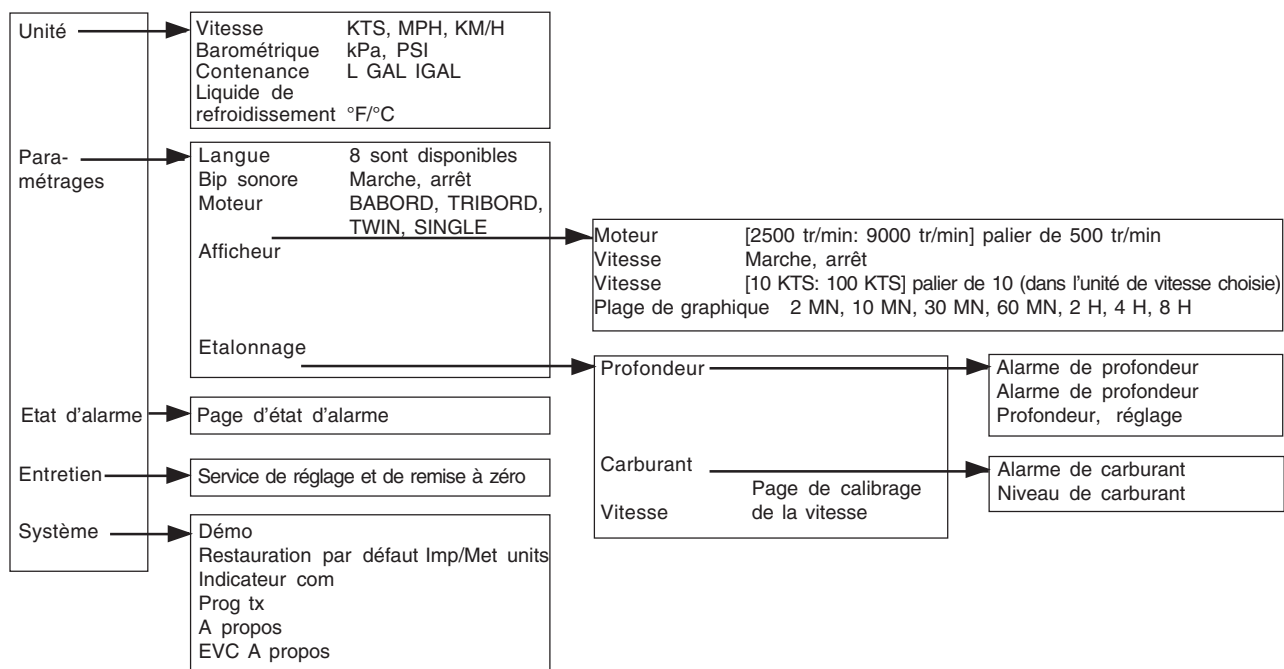 Unité
Vitesse KTS, MPH, KM/H
Barométrique kPa, PSI
Contenance L GAL IGAL
Liquide de
refroidissement °F/°C
Para-
métrages
Langue 8 sont disponibles
Bip sonore Marche, arrêt
Moteur BABORD, TRIBORD,
TWIN, SINGLE
Afficheur
Moteur [2500 tr/min: 9000 tr/min] palier de 500 tr/min
Vitesse Marche, arrêt
Vitesse [10 KTS: 100 KTS] palier de 10 (dans l'unité de vitesse choisie)
Plage de graphique 2 MN, 10 MN, 30 MN, 60 MN, 2 H, 4 H, 8 H
Etalonnage
Profondeur
Alarme de profondeur
Alarme de profondeur
Profondeur, réglage
Carburant
Alarme de carburant
Niveau de carburant
Vitesse
Page de calibrage
de la vitesse
Etat d'alarme
Page d'état d'alarme
Entretien
Service de réglage et de remise à zéro
Système
Démo
Restauration par défaut Imp/Met units
Indicateur com
Prog tx
A propos
EVC A propos